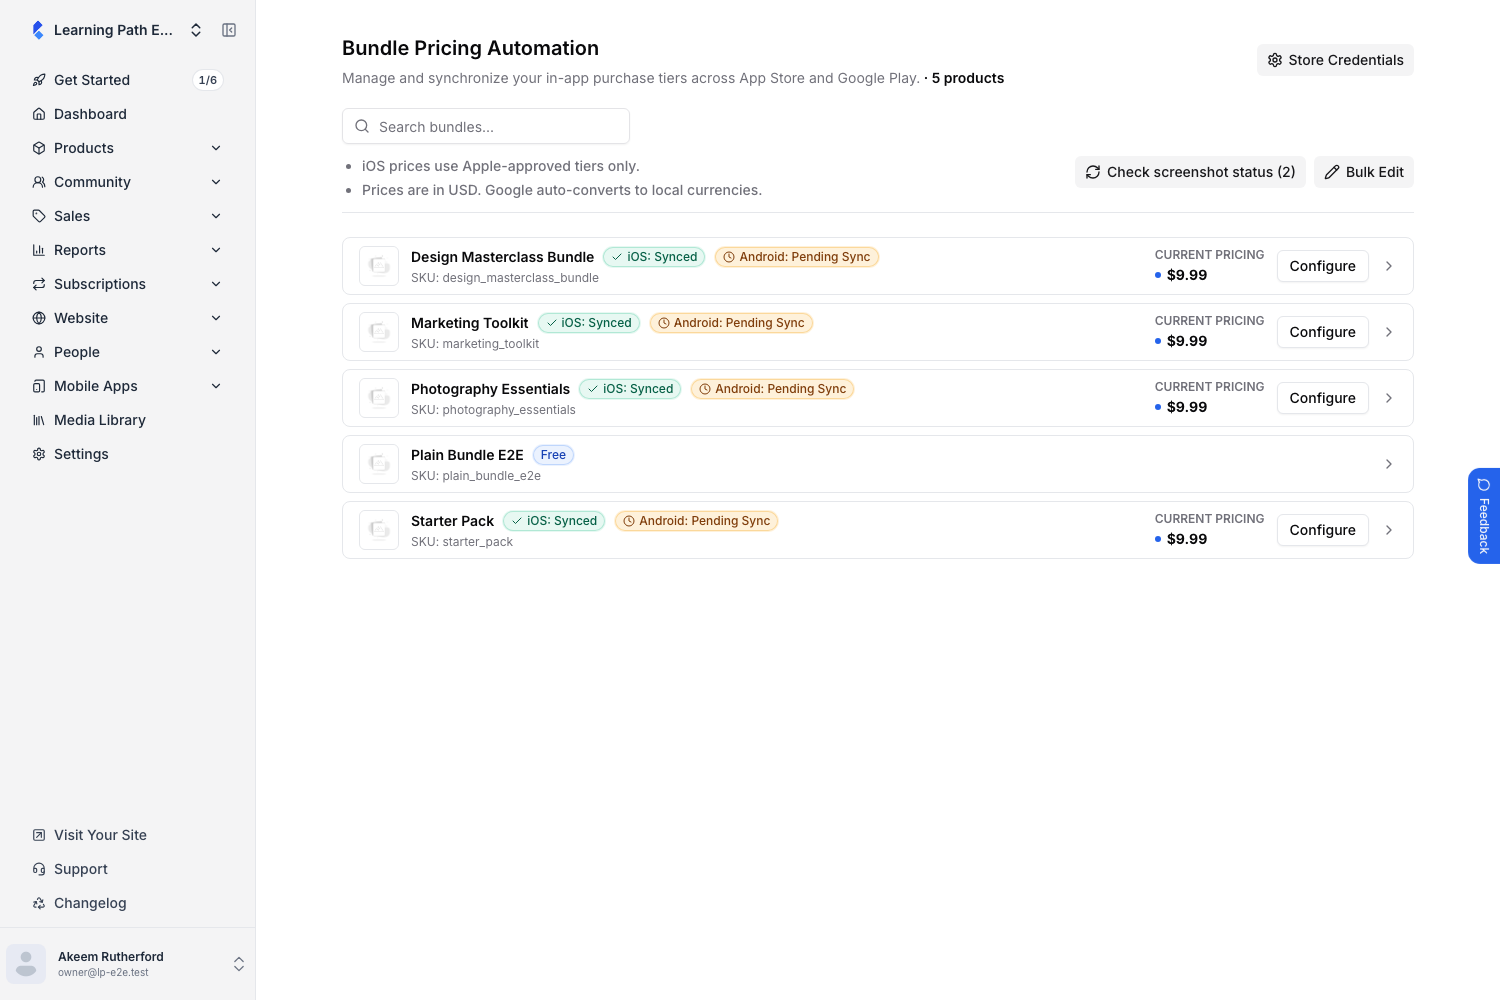 Learning Path E...
Get Started 1/6
Dashboard
Products
Community
Sales
Reports
Subscriptions
Website
People
Mobile Apps
Media Library
Settings
Visit Your Site
Support
Changelog
Akeem Rutherford
owner@lp-e2e.test
Bundle Pricing Automation
Manage and synchronize your in-app purchase tiers across App Store and Google Play. · 5 products
Store Credentials
Search bundles...
• iOS prices use Apple-approved tiers only.
• Prices are in USD. Google auto-converts to local currencies.
Check screenshot status (2)
Bulk Edit
Design Masterclass Bundle iOS: Synced Android: Pending Sync
SKU: design_masterclass_bundle
CURRENT PRICING
$9.99
Configure
Marketing Toolkit iOS: Synced Android: Pending Sync
SKU: marketing_toolkit
CURRENT PRICING
$9.99
Configure
Photography Essentials iOS: Synced Android: Pending Sync
SKU: photography_essentials
CURRENT PRICING
$9.99
Configure
Plain Bundle E2E Free
SKU: plain_bundle_e2e
Starter Pack iOS: Synced Android: Pending Sync
SKU: starter_pack
CURRENT PRICING
$9.99
Configure
Feedback